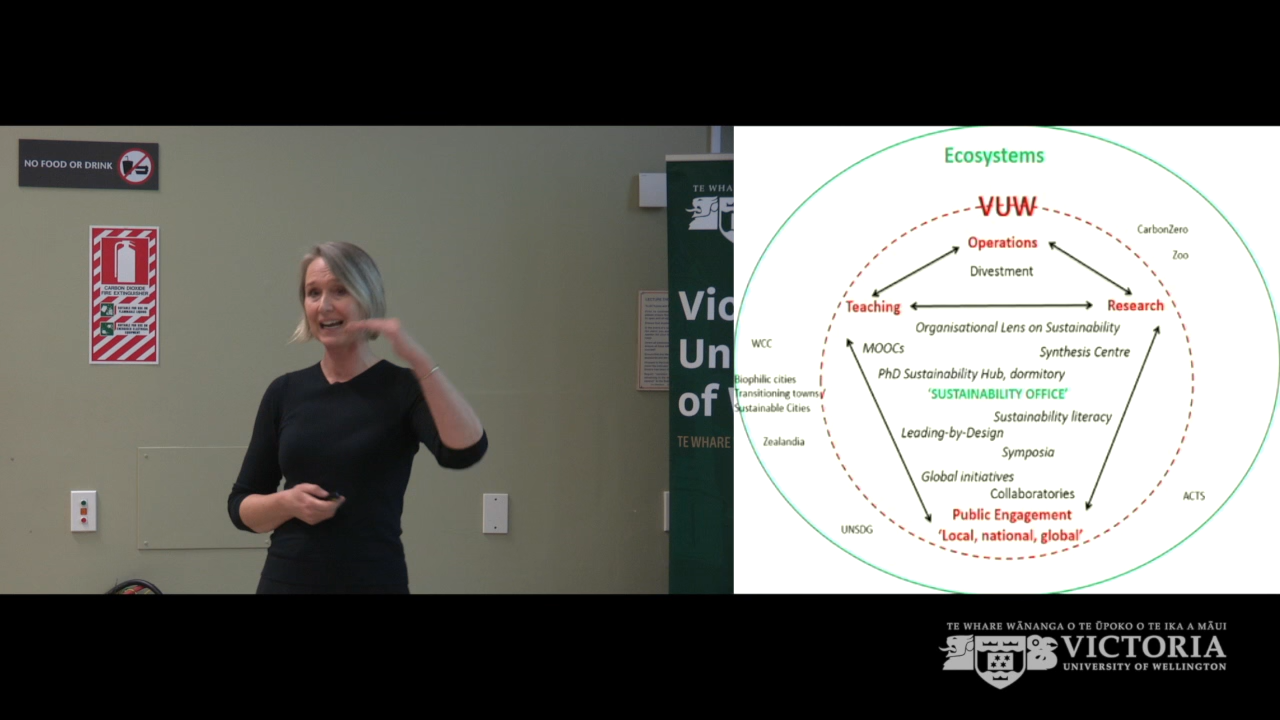 NO FOOD OR DRINK
CARBON DIOXIDE
FIRE EXTINGUISHER
TE WHA
Vic
Un
of
TE WHARE
Ecosystems
VUW
CarbonZero
Operations
Zoo
Divestment
Teaching
Research
Organisational Lens on Sustainability
WCC
MOOCs
Synthesis Centre
PhD Sustainability Hub, dormitory
Biophilic cities
'SUSTAINABILITY OFFICE'
Transitioning towns/
Sustainable Cities
Sustainability literacy
Leading-by-Design
Zealandia
Symposia
Global initiatives
Collaboratories
ACTS
Public Engagement
UNSDG
'Local, national, global'
TE WHARE WĀNANGA O TE ŪPOKO O TE IKA A MĀUI
VICTORIA
UNIVERSITY OF WELLINGTON